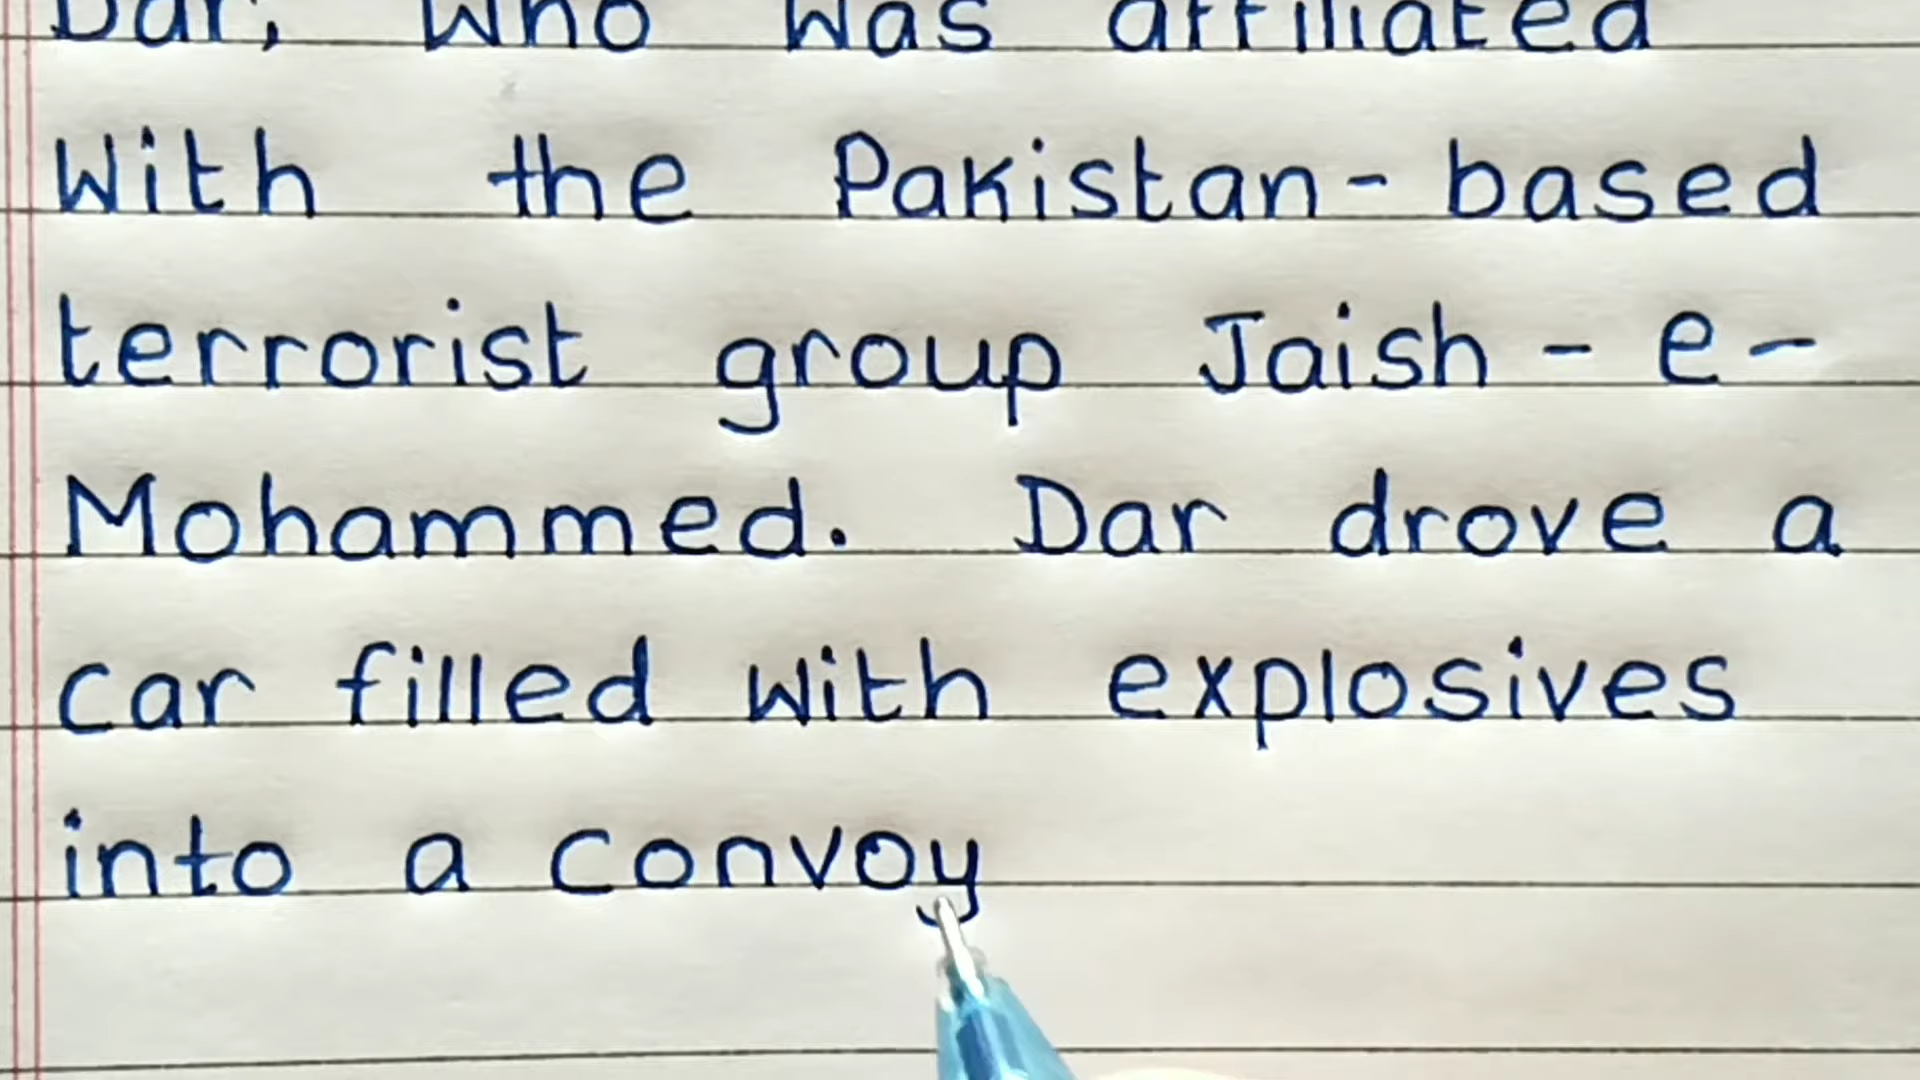 Dar, who was affiliated
With the Pakistan-based
terrorist group Jaish-e-
Mohammed. Dar drove a
car filled with explosives
into a convoy